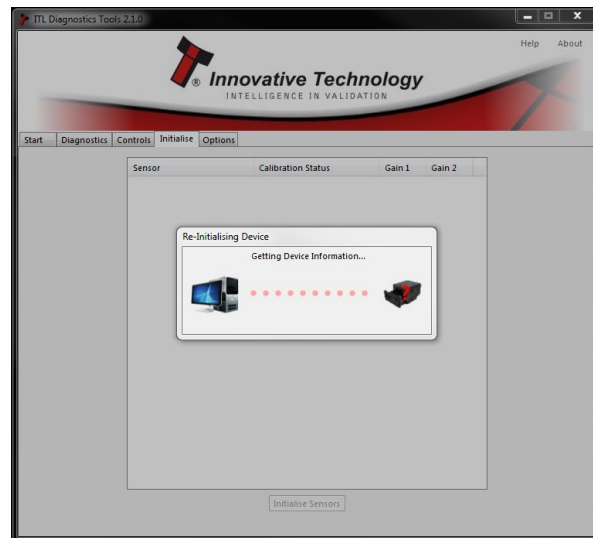 ITL Diagnostics Tools 2.1.0
Help About
Innovative Technology
INTELLIGENCE IN VALIDATION
Start Diagnostics Controls Initialise Options
Sensor Calibration Status Gain 1 Gain 2
Re-Initialising Device
Getting Device Information...
Initialise Sensors